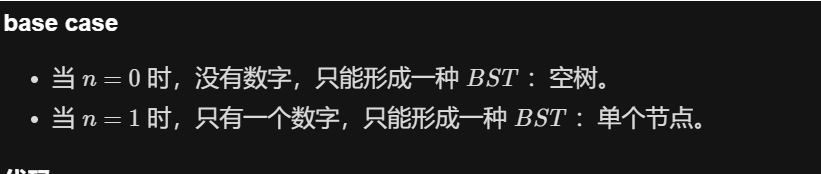 base case
• 当 n = 0 时，没有数字，只能形成一种 BST ：空树。
• 当 n = 1 时，只有一个数字，只能形成一种 BST ：单个节点。